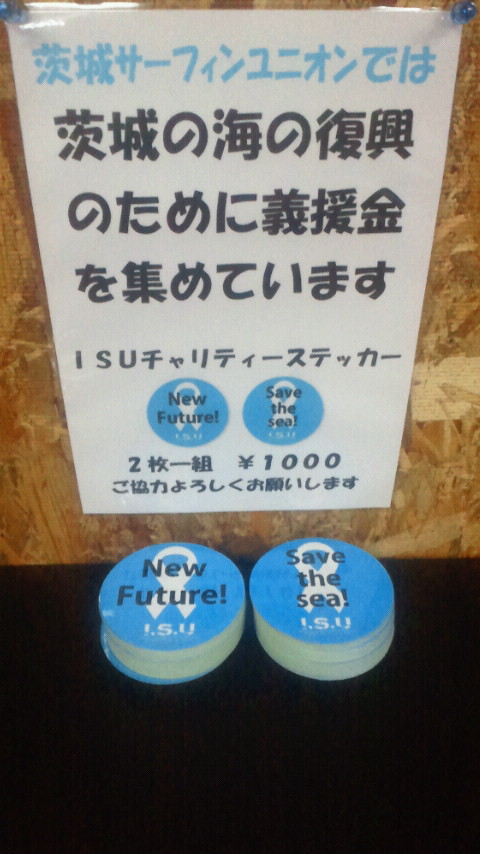 茨城サーフィンユニオンでは
茨城の海の復興
のために義援金
を集めています
ISUチャリティーステッカー
New
Future!
I.S.U
Save
the
sea!
I.S.U
2枚一組 ¥1000
ご協力よろしくお願いします
New
Future!
I.S.U
Save
the
sea!
I.S.U